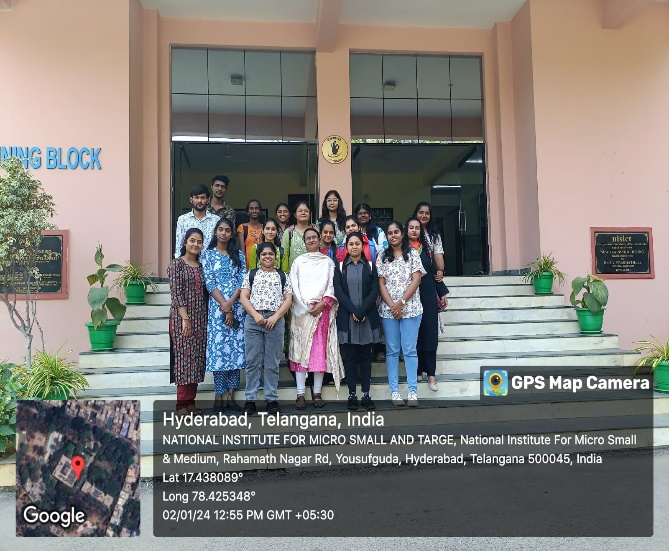 NING BLOCK
nisiet
GPS Map Camera
Hyderabad, Telangana, India
NATIONAL INSTITUTE FOR MICRO SMALL AND TARGE, National Institute For Micro Small
& Medium, Rahamath Nagar Rd, Yousufguda, Hyderabad, Telangana 500045, India
Lat 17.438089°
Long 78.425348°
02/01/24 12:55 PM GMT +05:30
Google